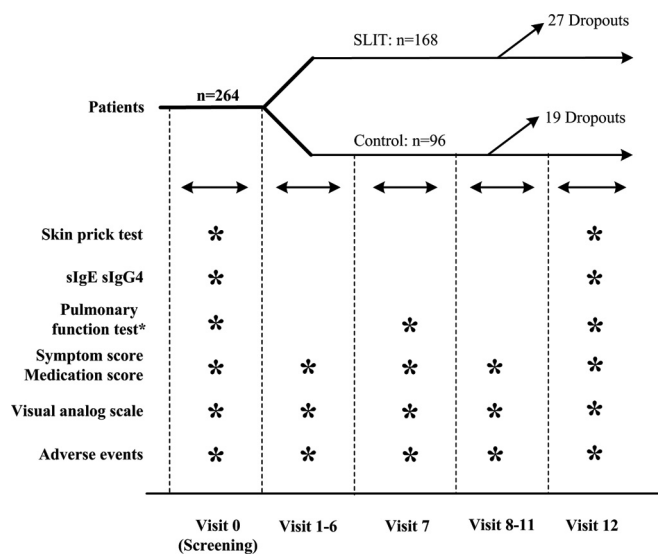 27 Dropouts
SLIT: n=168
n=264
Patients
19 Dropouts
Control: n=96
Skin prick test * *
sIgE sIgG4 * *
Pulmonary
function test* * * *
Symptom score
Medication score * * * * *
Visual analog scale * * * * *
Adverse events * * * * *
Visit 0 Visit 1-6 Visit 7 Visit 8-11 Visit 12
(Screening)